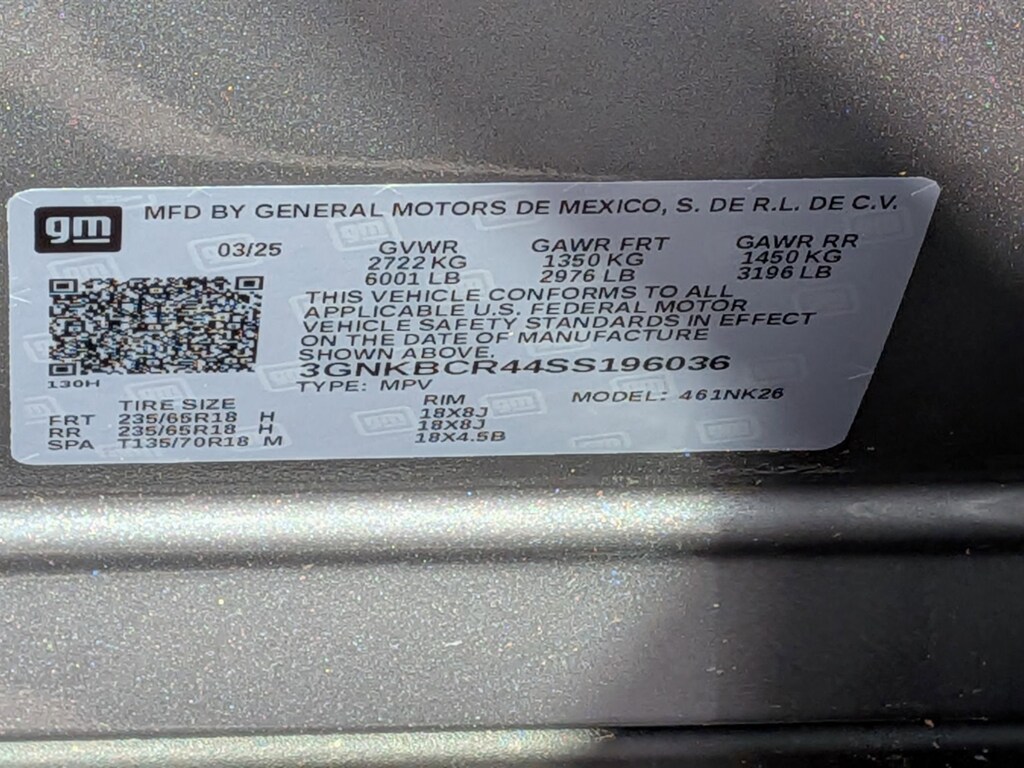 gm
MFD BY GENERAL MOTORS DE MEXICO, S. DE R.L. DE C.V.
03/25 GVWR GAWR FRT GAWR RR
2722 KG 1350 KG 1450 KG
6001 LB 2976 LB 3196 LB
THIS VEHICLE CONFORMS TO ALL
APPLICABLE U.S. FEDERAL MOTOR
VEHICLE SAFETY STANDARDS IN EFFECT
ON THE DATE OF MANUFACTURE
SHOWN ABOVE.
3GNKBCR44SS196036
130H
TYPE: MPV MODEL: 461NK26
TIRE SIZE RIM
FRT 235/65R18 H 18X8J
RR 235/65R18 H 18X8J
SPA T135/70R18 M 18X4.5B